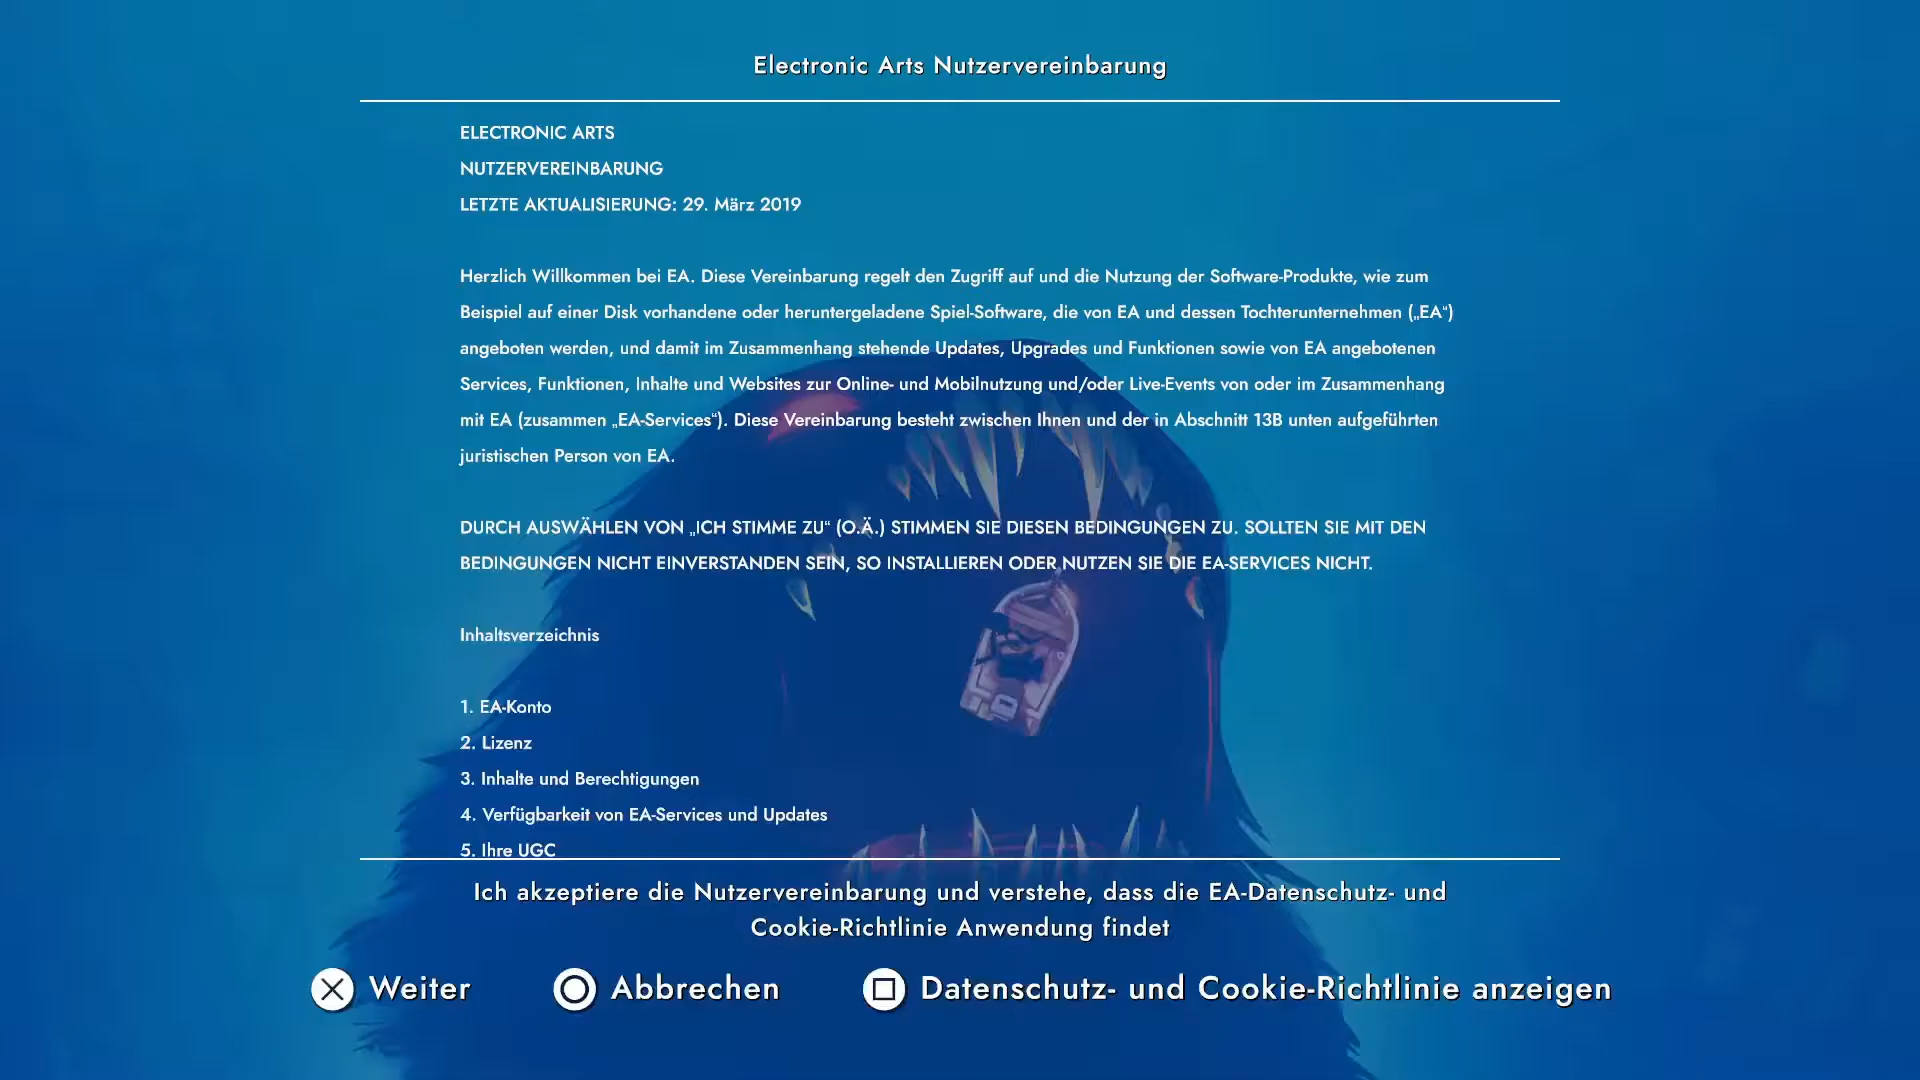 Electronic Arts Nutzervereinbarung
ELECTRONIC ARTS
NUTZERVEREINBARUNG
LETZTE AKTUALISIERUNG: 29. März 2019
Herzlich Willkommen bei EA. Diese Vereinbarung regelt den Zugriff auf und die Nutzung der Software-Produkte, wie zum
Beispiel auf einer Disk vorhandene oder heruntergeladene Spiel-Software, die von EA und dessen Tochterunternehmen („EA“)
angeboten werden, und damit im Zusammenhang stehende Updates, Upgrades und Funktionen sowie von EA angebotenen
Services, Funktionen, Inhalte und Websites zur Online- und Mobilnutzung und/oder Live-Events von oder im Zusammenhang
mit EA (zusammen „EA-Services“). Diese Vereinbarung besteht zwischen Ihnen und der in Abschnitt 13B unten aufgeführten
juristischen Person von EA.
DURCH AUSWÄHLEN VON „ICH STIMME ZU“ (O.Ä.) STIMMEN SIE DIESEN BEDINGUNGEN ZU. SOLLTEN SIE MIT DEN
BEDINGUNGEN NICHT EINVERSTANDEN SEIN, SO INSTALLIEREN ODER NUTZEN SIE DIE EA-SERVICES NICHT.
Inhaltsverzeichnis
1. EA-Konto
2. Lizenz
3. Inhalte und Berechtigungen
4. Verfügbarkeit von EA-Services und Updates
5. Ihre UGC
Ich akzeptiere die Nutzervereinbarung und verstehe, dass die EA-Datenschutz- und
Cookie-Richtlinie Anwendung findet
Weiter Abbrechen Datenschutz- und Cookie-Richtlinie anzeigen